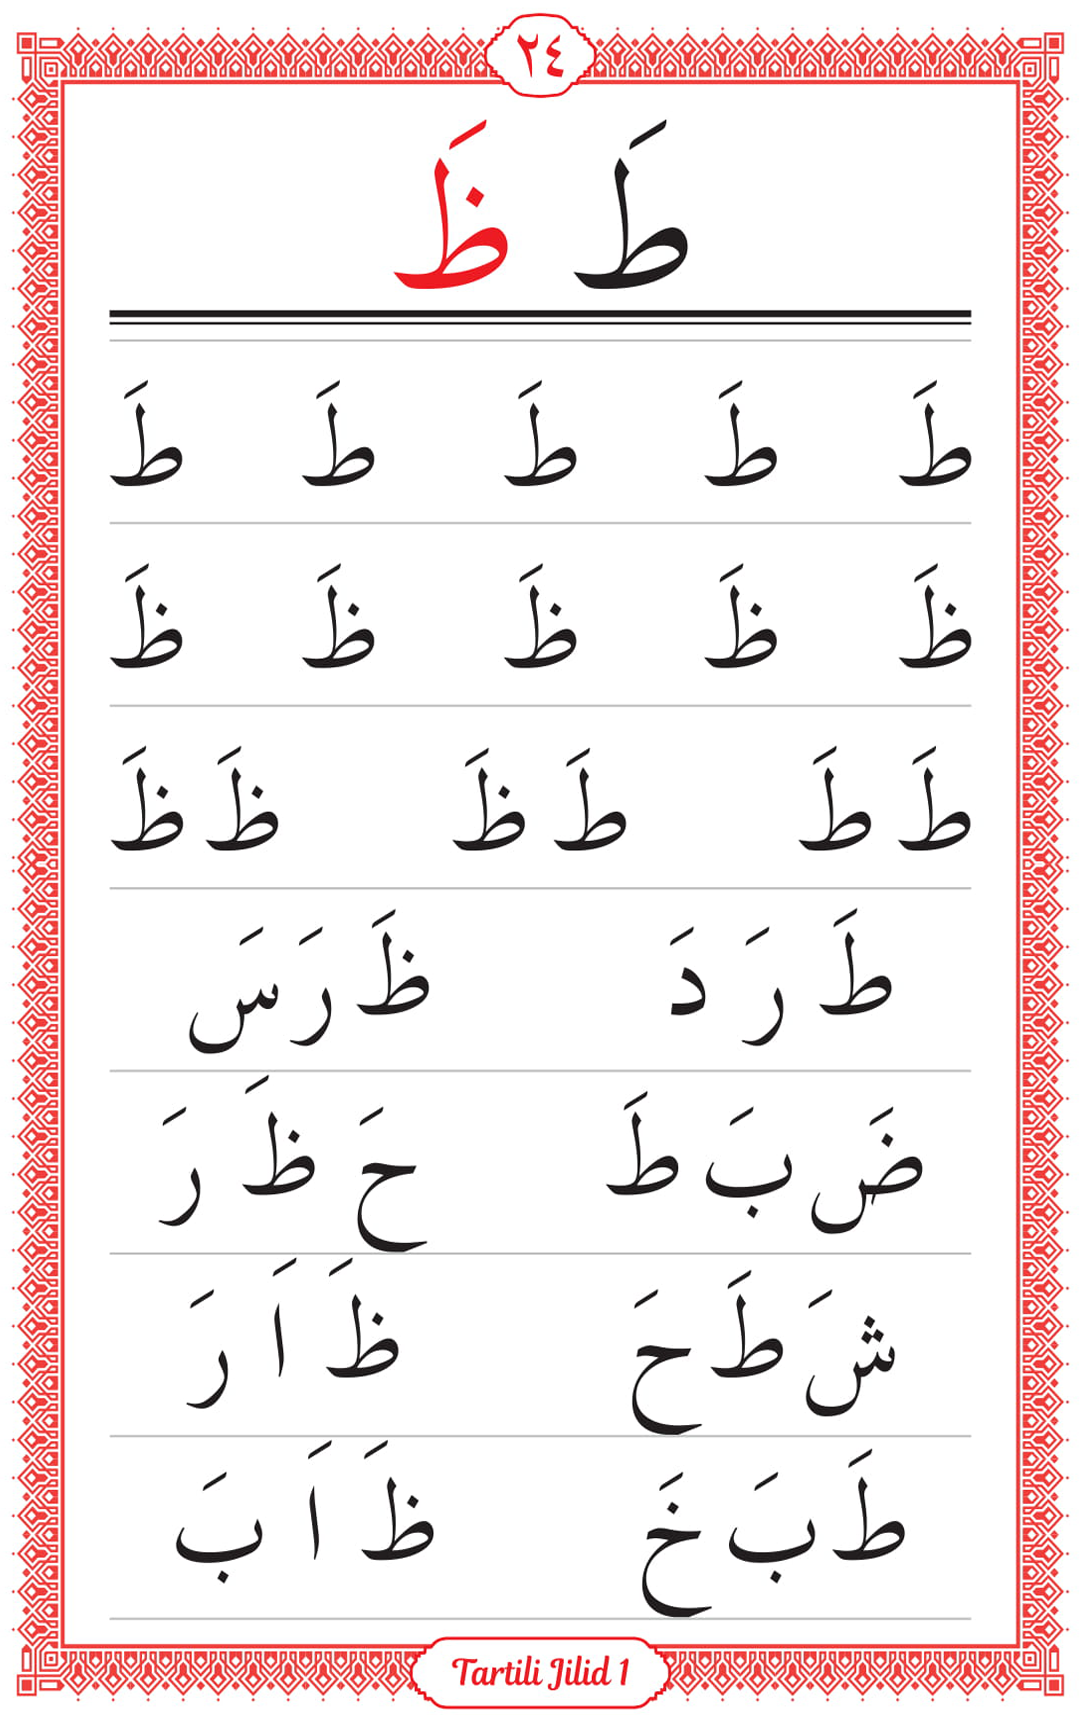 ٢٤
طَ ظَ
طَ طَ طَ طَ طَ
ظَ ظَ ظَ ظَ ظَ
طَ طَ طَ ظَ ظَ ظَ
طَ رَ دَ ظَ رَ سَ
ضَ بَ طَ حَ ظَ رَ
شَ طَ حَ ظَ اَ رَ
طَ بَ خَ ظَ اَ بَ
Tartili Jilid 1